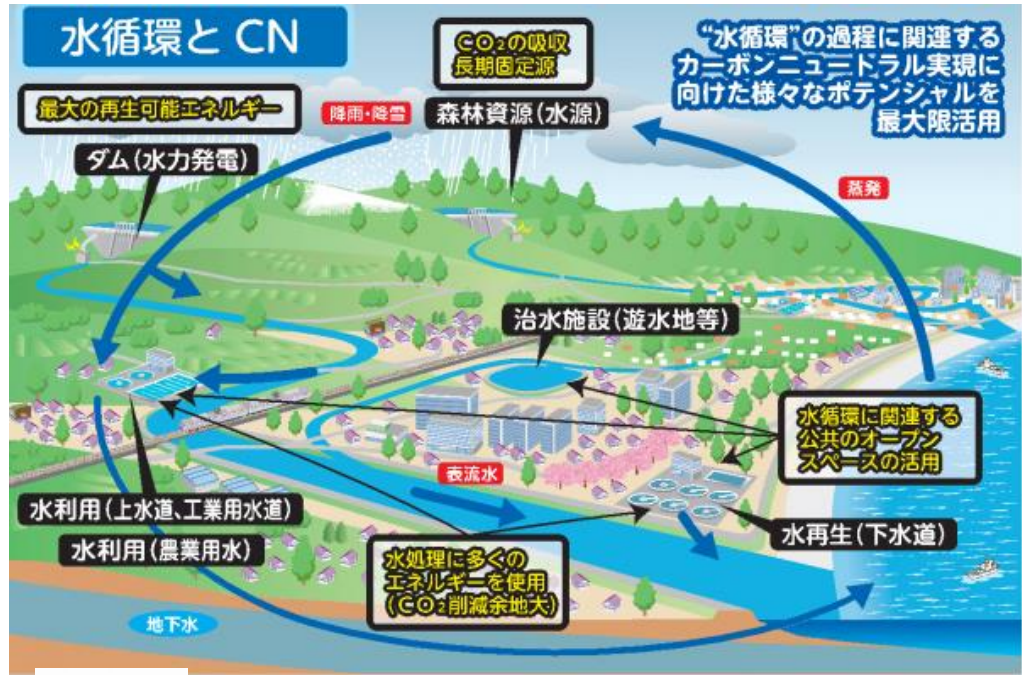 水循環と CN
CO₂の吸収
長期固定源
“水循環”の過程に関連する
カーボンニュートラル実現に
向けた様々なポテンシャルを
最大限活用
最大の再生可能エネルギー
降雨・降雪
森林資源(水源)
ダム(水力発電)
蒸発
治水施設(遊水地等)
水循環に関連する
公共のオープン
スペースの活用
表流水
水利用(上水道、工業用水道)
水利用(農業用水)
水処理に多くの
エネルギーを使用
(CO₂削減余地大)
水再生(下水道)
地下水